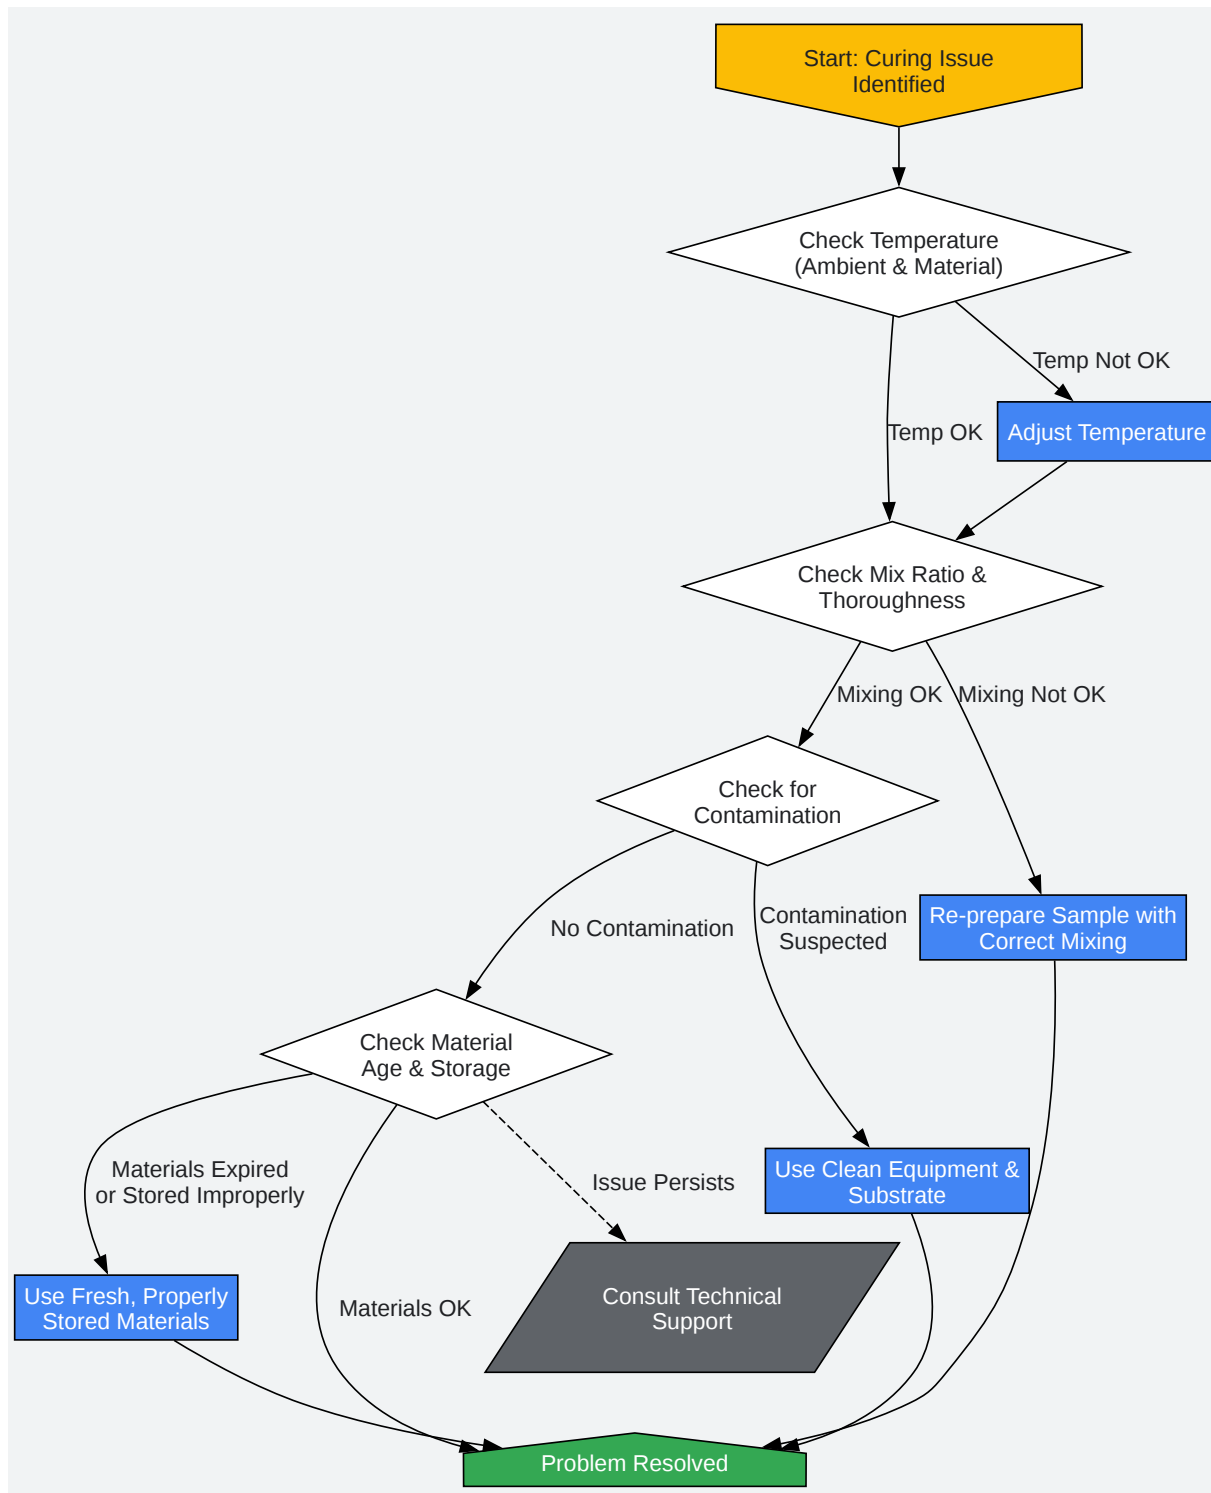 Start: Curing Issue
Identified
Check Temperature
(Ambient & Material)
Temp Not OK
Temp OK
Adjust Temperature
Check Mix Ratio &
Thoroughness
Mixing OK
Mixing Not OK
Check for
Contamination
No Contamination
Contamination
Suspected
Re-prepare Sample with
Correct Mixing
Check Material
Age & Storage
Materials Expired
or Stored Improperly
Issue Persists
Use Clean Equipment &
Substrate
Use Fresh, Properly
Stored Materials
Materials OK
Consult Technical
Support
Problem Resolved